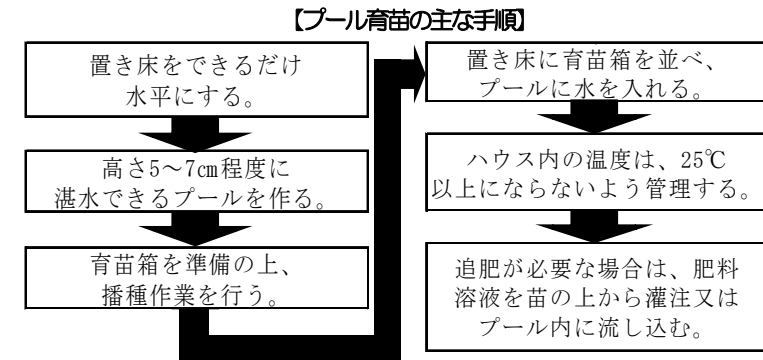 【プール育苗の主な手順】
置き床をできるだけ
水平にする。
高さ5～7㎝程度に
湛水できるプールを作る。
育苗箱を準備の上、
播種作業を行う。
置き床に育苗箱を並べ、
プールに水を入れる。
ハウス内の温度は、25℃
以上にならないよう管理する。
追肥が必要な場合は、肥料
溶液を苗の上から灌注又は
プール内に流し込む。